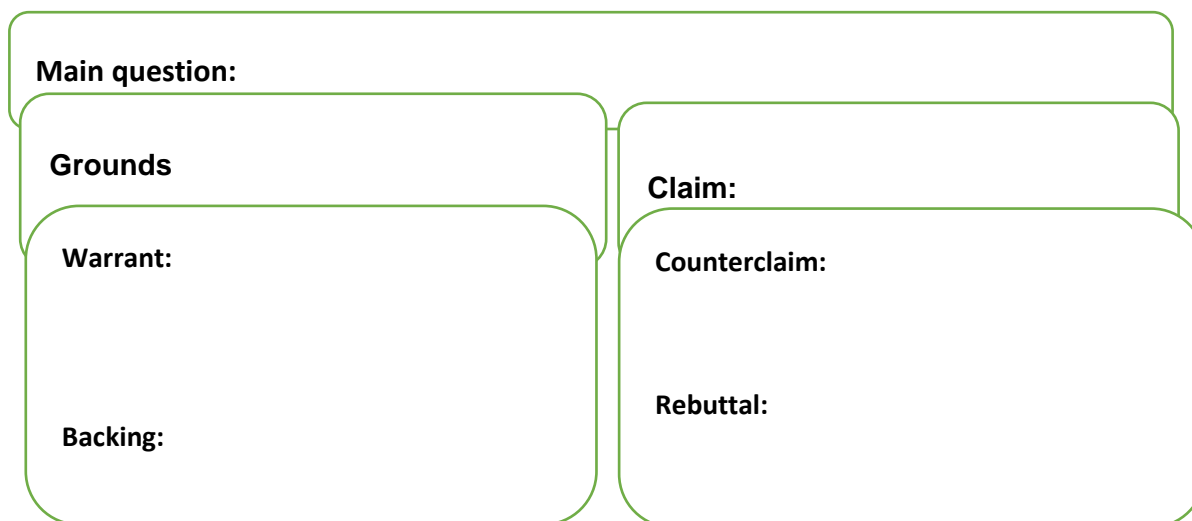 Main question:
Grounds
Warrant:
Backing:
Claim:
Counterclaim:
Rebuttal: